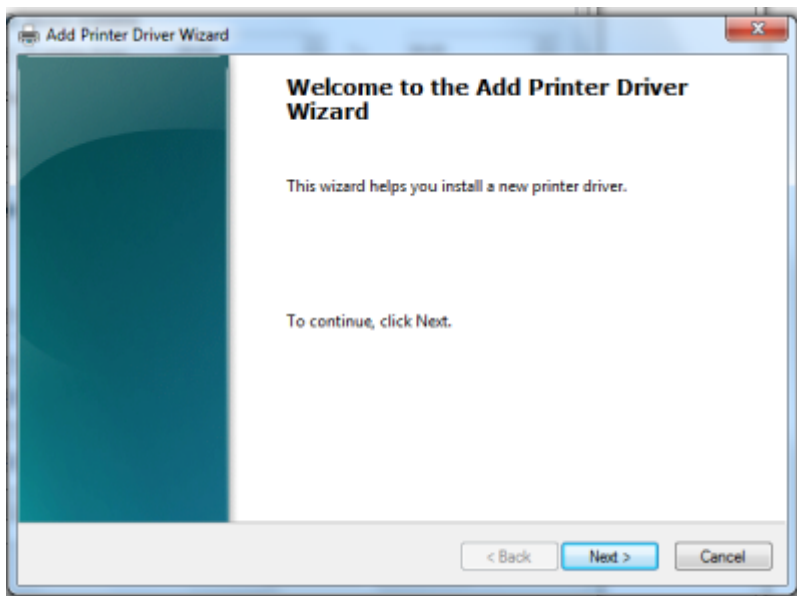 Add Printer Driver Wizard
Welcome to the Add Printer Driver
Wizard
This wizard helps you install a new printer driver.
To continue, click Next.
< Back Next > Cancel